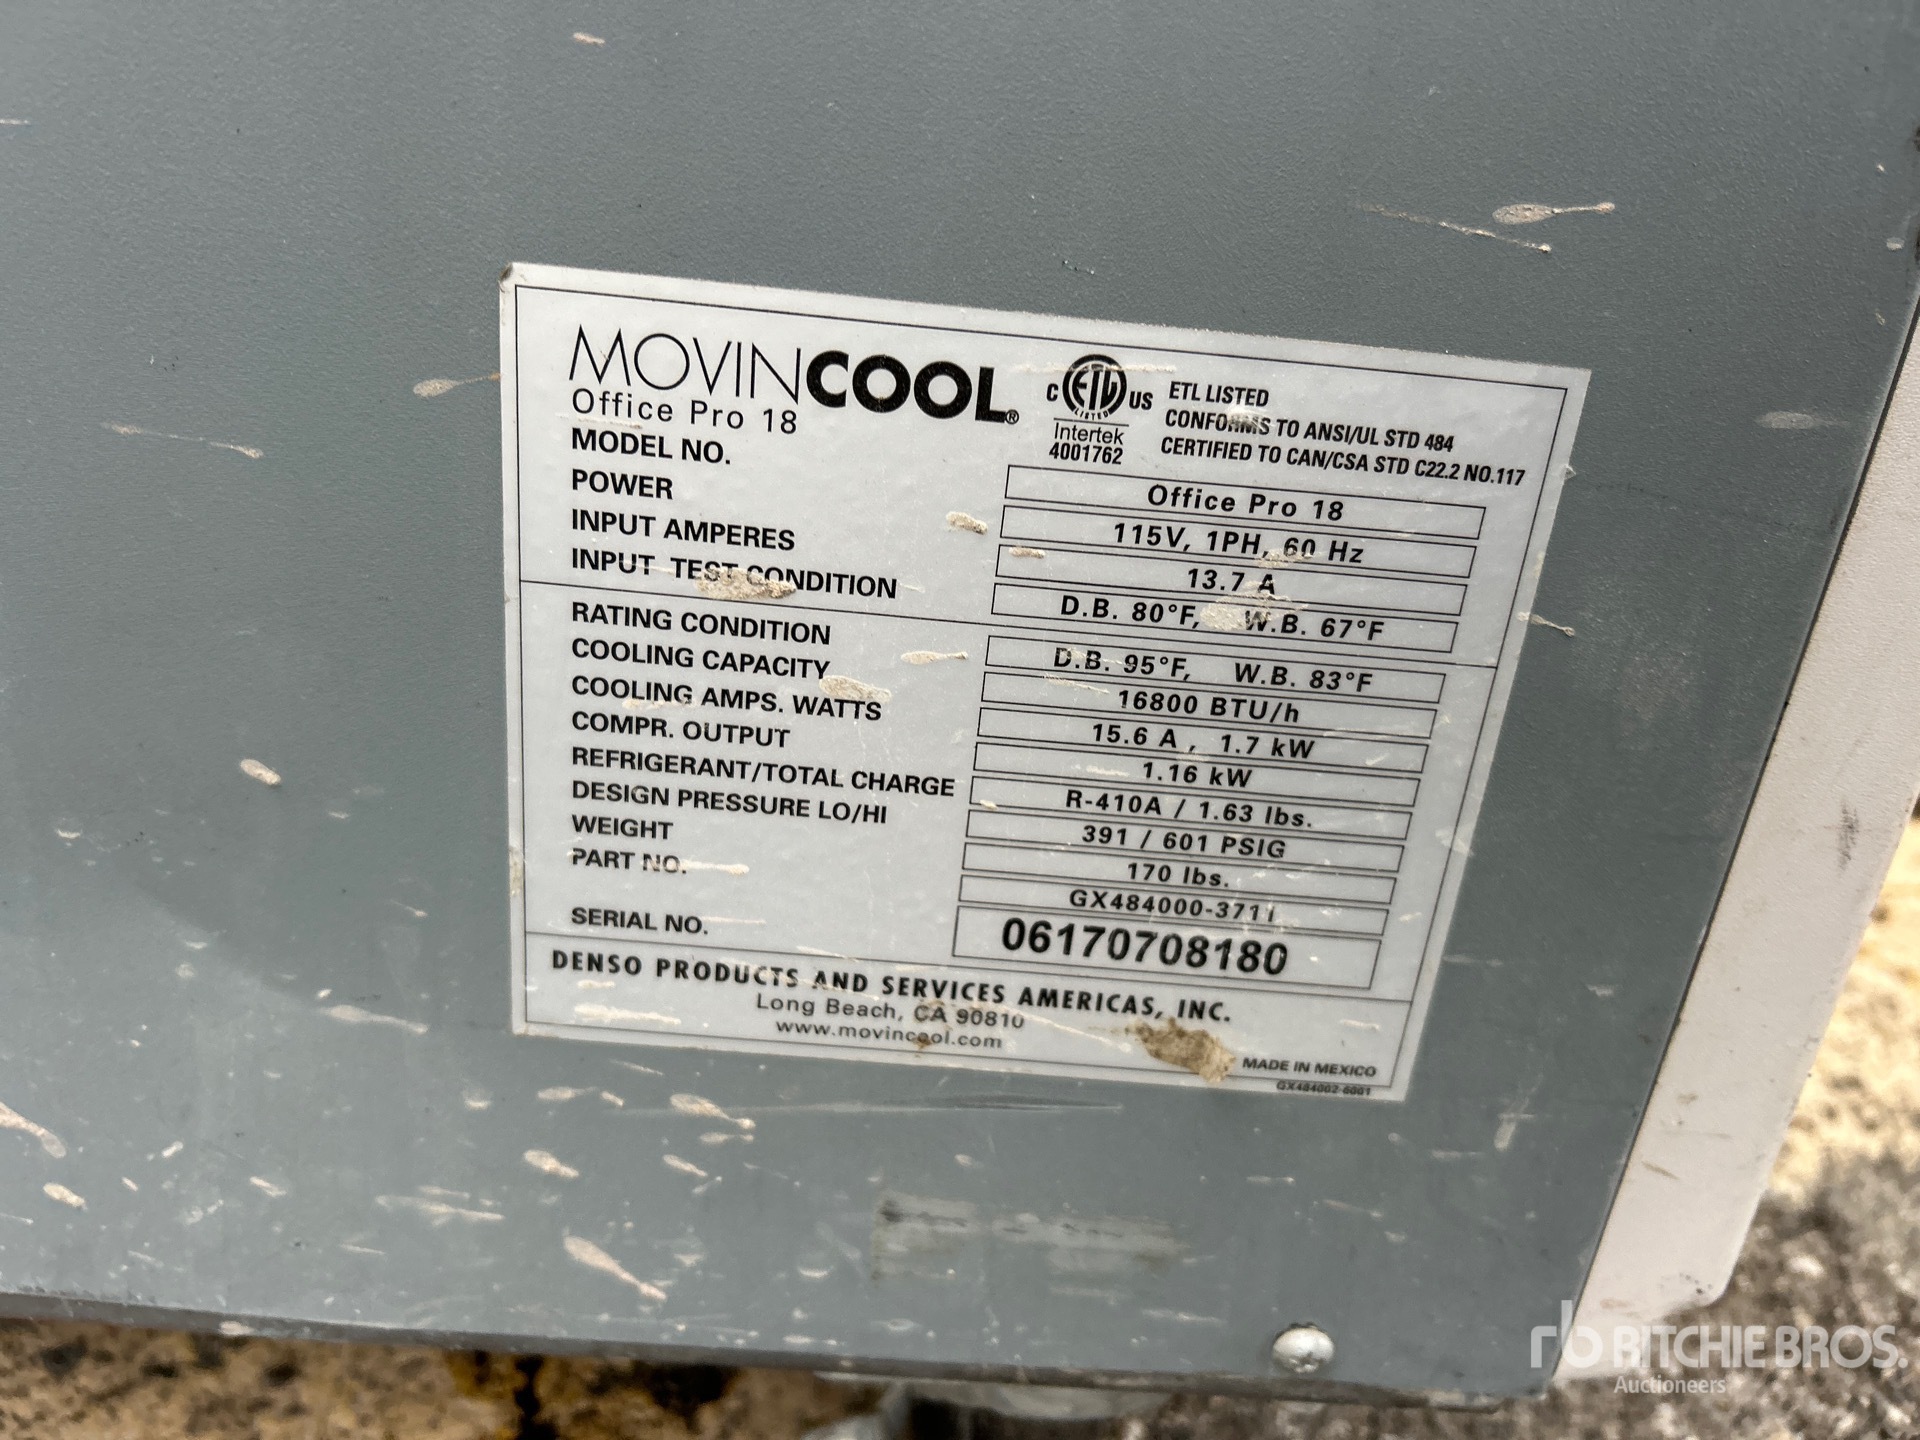 MOVINCOOL®
Office Pro 18
C ETL US
LISTED
Intertek
4001762
ETL LISTED
CONFORMS TO ANSI/UL STD 484
CERTIFIED TO CAN/CSA STD C22.2 NO.117
MODEL NO. Office Pro 18
POWER 115V, 1PH, 60 Hz
INPUT AMPERES 13.7 A
INPUT TEST CONDITION D.B. 80°F, W.B. 67°F
RATING CONDITION D.B. 95°F, W.B. 83°F
COOLING CAPACITY 16800 BTU/h
COOLING AMPS. WATTS 15.6 A, 1.7 kW
COMPR. OUTPUT 1.16 kW
REFRIGERANT/TOTAL CHARGE R-410A / 1.63 lbs.
DESIGN PRESSURE LO/HI 391 / 601 PSIG
WEIGHT 170 lbs.
PART NO. GX484000-3711
SERIAL NO. 06170708180
DENSO PRODUCTS AND SERVICES AMERICAS, INC.
Long Beach, CA 90810
www.movincool.com
MADE IN MEXICO
GX484002-6001
rb RITCHIE BROS.
Auctioneers